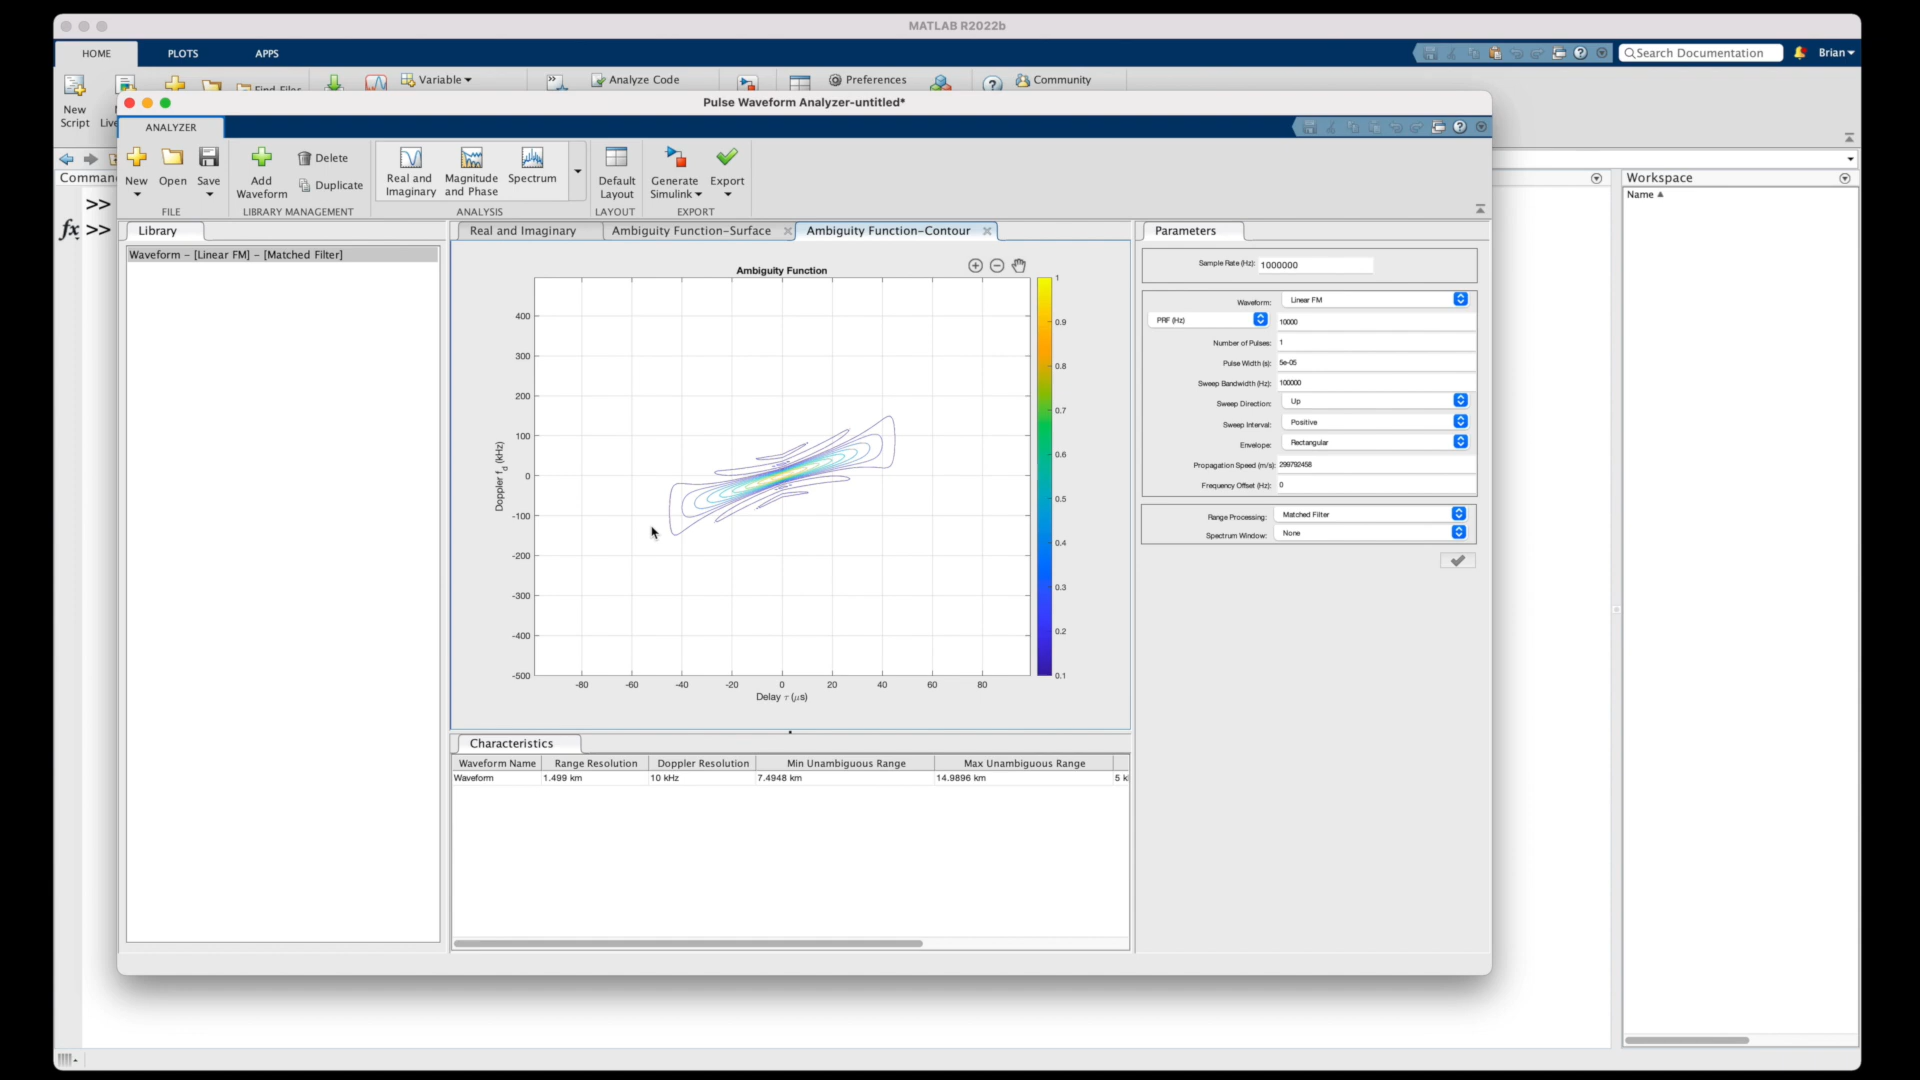 MATLAB R2022b
HOME PLOTS APPS
Search Documentation Brian
New
Script
Variable
Analyze Code
Preferences
Community
Pulse Waveform Analyzer-untitled*
ANALYZER
New Open Save
Add
Waveform
Delete
Duplicate
Real and
Imaginary
Magnitude
and Phase
Spectrum
Default
Layout
Generate
Simulink
Export
FILE LIBRARY MANAGEMENT ANALYSIS LAYOUT EXPORT
Workspace
Name
>>
fx >>
Library
Waveform - [Linear FM] - [Matched Filter]
Real and Imaginary Ambiguity Function-Surface Ambiguity Function-Contour
Ambiguity Function
400
300
200
100
0
-100
-200
-300
-400
-500
Doppler f_d (kHz)
-80 -60 -40 -20 0 20 40 60 80
Delay τ (μs)
1
0.9
0.8
0.7
0.6
0.5
0.4
0.3
0.2
0.1
Characteristics
Waveform Name Range Resolution Doppler Resolution Min Unambiguous Range Max Unambiguous Range
Waveform 1.499 km 10 kHz 7.4948 km 14.9896 km
Parameters
Sample Rate (Hz): 1000000
Waveform: Linear FM
PRF (Hz) 10000
Number of Pulses: 1
Pulse Width (s): 5e-05
Sweep Bandwidth (Hz): 100000
Sweep Direction: Up
Sweep Interval: Positive
Envelope: Rectangular
Propagation Speed (m/s): 299792458
Frequency Offset (Hz): 0
Range Processing: Matched Filter
Spectrum Window: None